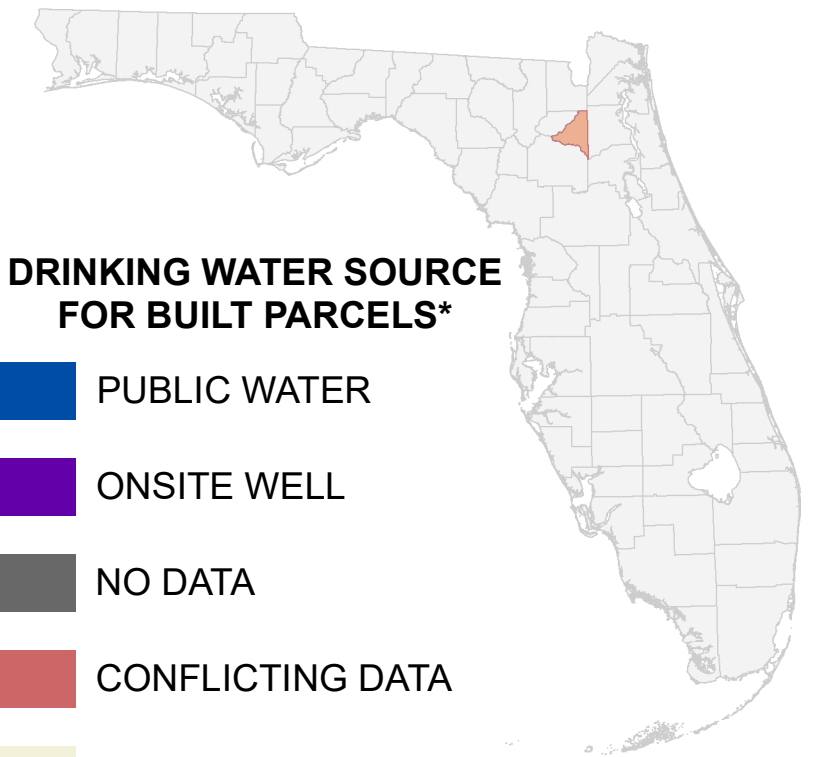 DRINKING WATER SOURCE
FOR BUILT PARCELS*
PUBLIC WATER
ONSITE WELL
NO DATA
CONFLICTING DATA